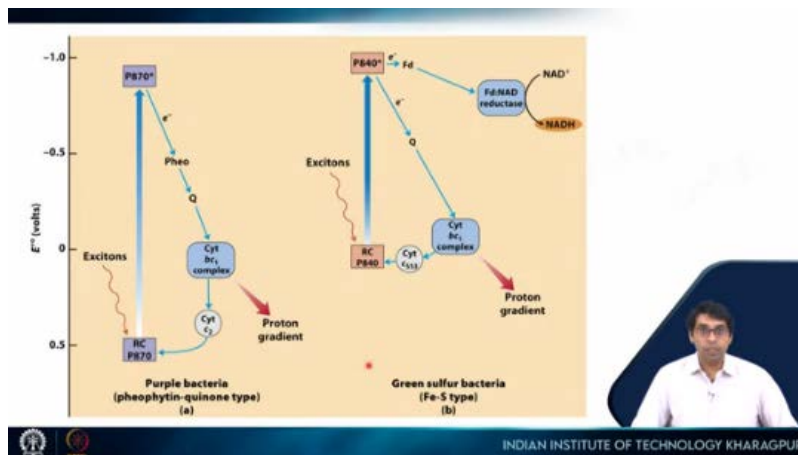 −1.0
−0.5
0
0.5
E′° (volts)
P870*
e⁻
Pheo
Q
Cyt
bc₁
complex
Cyt
c₂
Proton
gradient
Excitons
RC
P870
Purple bacteria
(pheophytin-quinone type)
(a)
P840*
e⁻
Fd
Fd:NAD
reductase
NAD⁺
NADH
e⁻
Q
Cyt
bc₁
complex
Cyt
c₅₅₃
Proton
gradient
Excitons
RC
P840
Green sulfur bacteria
(Fe-S type)
(b)
INDIAN INSTITUTE OF TECHNOLOGY KHARAGPUR